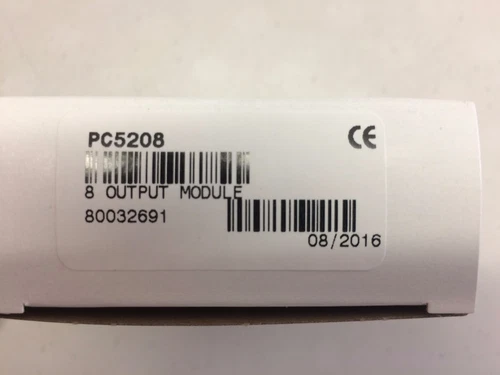 PC5208
CE
8 OUTPUT MODULE
80032691
08/2016